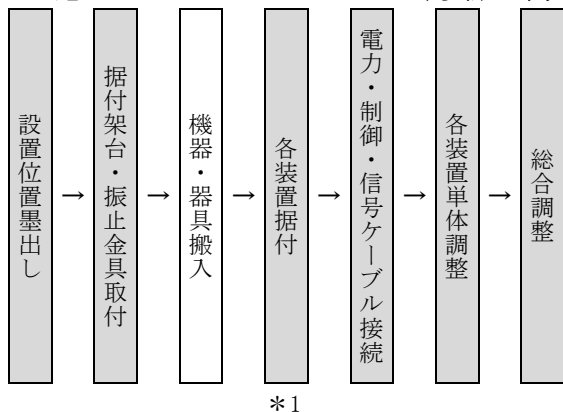 設置位置墨出し
→
据付架台・振止金具取付
→
機器・器具搬入
→
各装置据付
→
電力・制御・信号ケーブル接続
→
各装置単体調整
→
総合調整
＊1